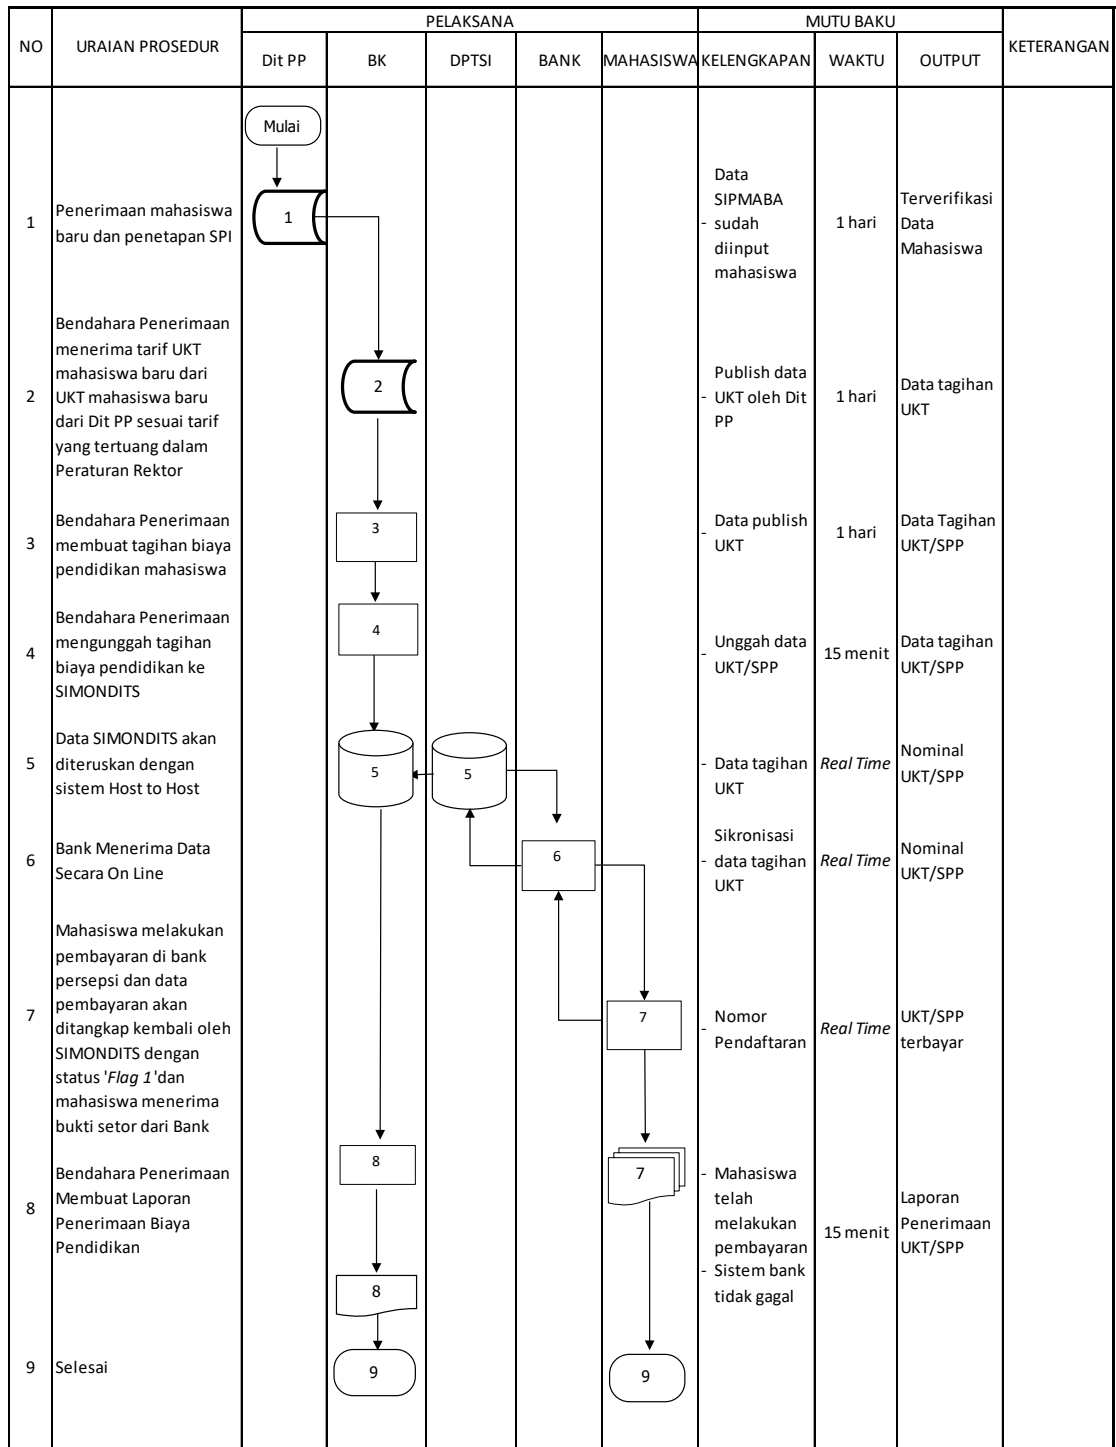 NO
URAIAN PROSEDUR
PELAKSANA
MUTU BAKU
KETERANGAN
Dit PP
BK
DPTSI
BANK
MAHASISWA
KELENGKAPAN
WAKTU
OUTPUT
Mulai
1
Penerimaan mahasiswa
baru dan penetapan SPI
1
Data
SIPMABA
- sudah
diinput
mahasiswa
1 hari
Terverifikasi
Data
Mahasiswa
2
Bendahara Penerimaan
menerima tarif UKT
mahasiswa baru dari
UKT mahasiswa baru
dari Dit PP sesuai tarif
yang tertuang dalam
Peraturan Rektor
2
Publish data
- UKT oleh Dit
PP
1 hari
Data tagihan
UKT
3
Bendahara Penerimaan
membuat tagihan biaya
pendidikan mahasiswa
3
- Data publish
UKT
1 hari
Data Tagihan
UKT/SPP
4
Bendahara Penerimaan
mengunggah tagihan
biaya pendidikan ke
SIMONDITS
4
- Unggah data
UKT/SPP
15 menit
Data tagihan
UKT/SPP
5
Data SIMONDITS akan
diteruskan dengan
sistem Host to Host
5
5
- Data tagihan
UKT
Real Time
Nominal
UKT/SPP
6
Bank Menerima Data
Secara On Line
6
Sikronisasi
- data tagihan
UKT
Real Time
Nominal
UKT/SPP
7
Mahasiswa melakukan
pembayaran di bank
persepsi dan data
pembayaran akan
ditangkap kembali oleh
SIMONDITS dengan
status 'Flag 1'dan
mahasiswa menerima
bukti setor dari Bank
7
- Nomor
Pendaftaran
Real Time
UKT/SPP
terbayar
8
Bendahara Penerimaan
Membuat Laporan
Penerimaan Biaya
Pendidikan
8
7
- Mahasiswa
telah
melakukan
pembayaran
- Sistem bank
tidak gagal
15 menit
Laporan
Penerimaan
UKT/SPP
8
9
Selesai
9
9